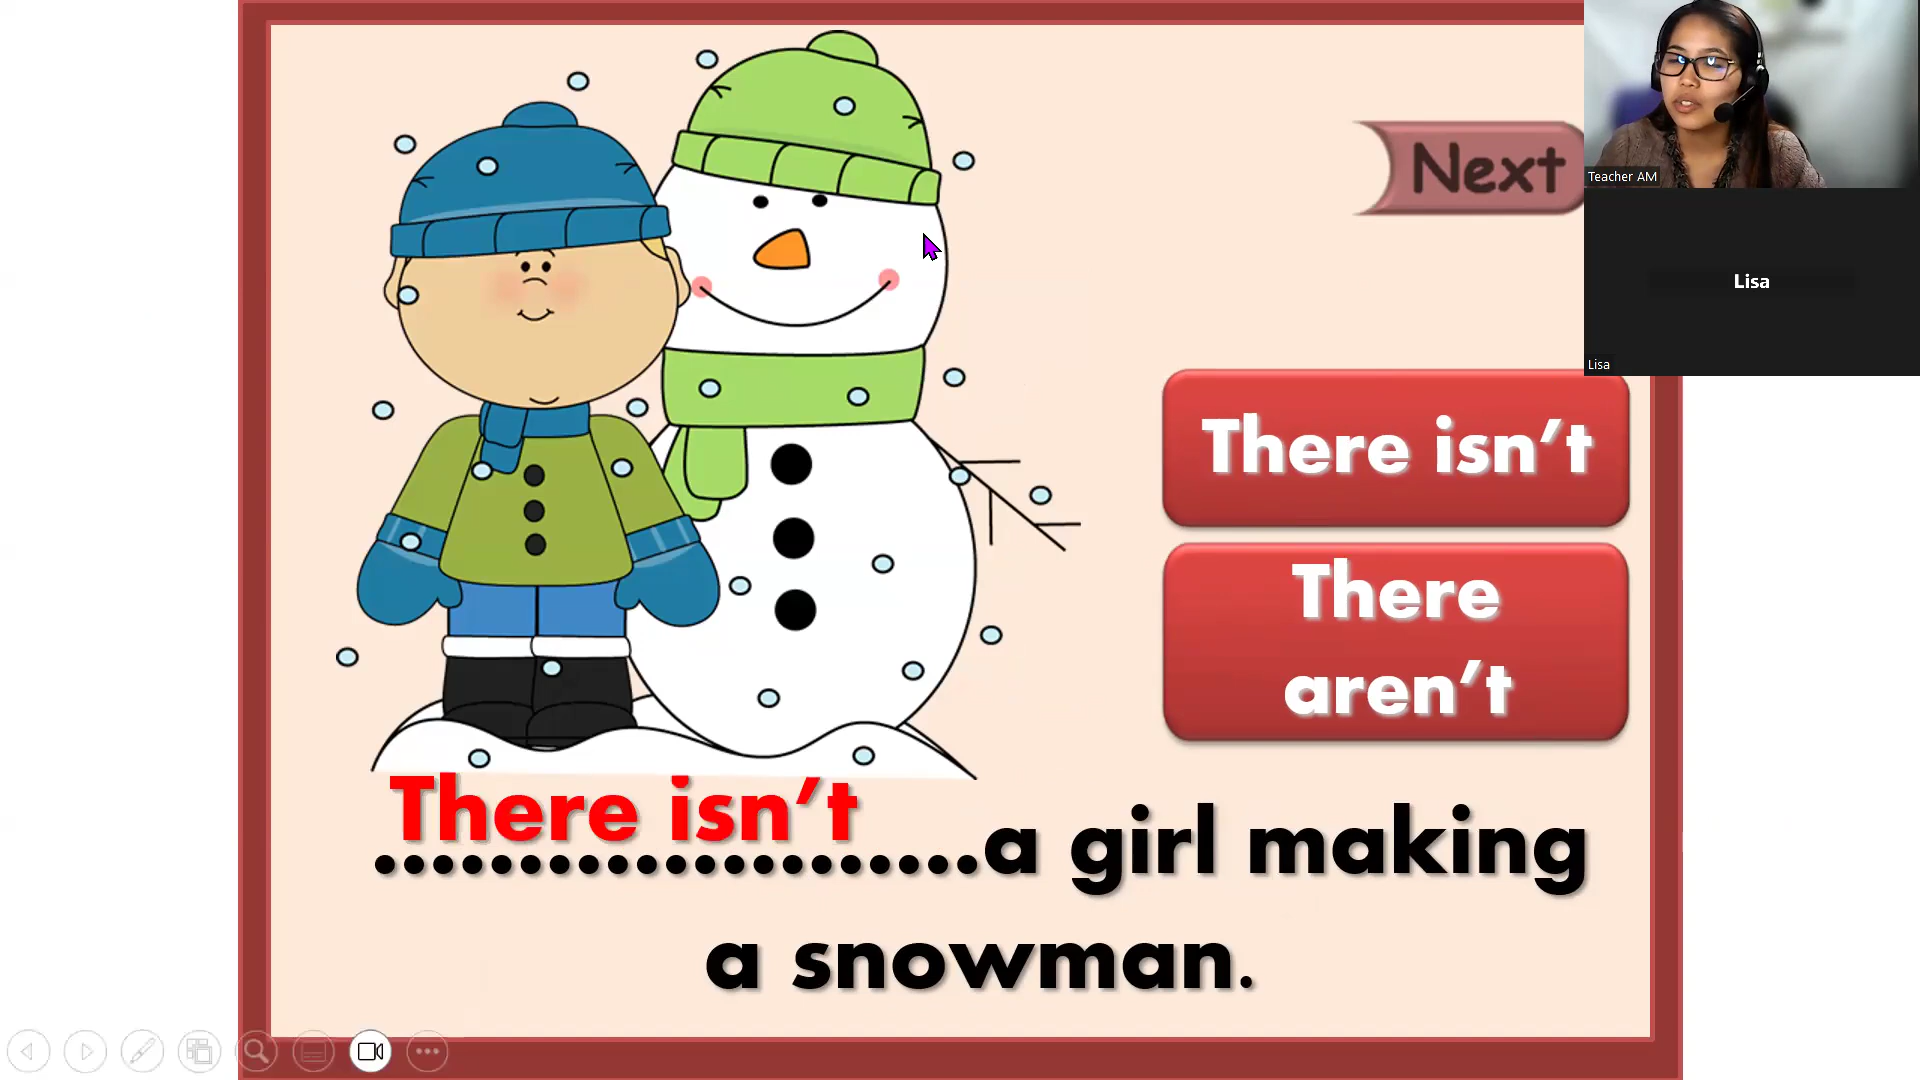 Next
Teacher AM
Lisa
Lisa
There isn’t
There
aren’t
There isn’t
.....................a girl making
a snowman.